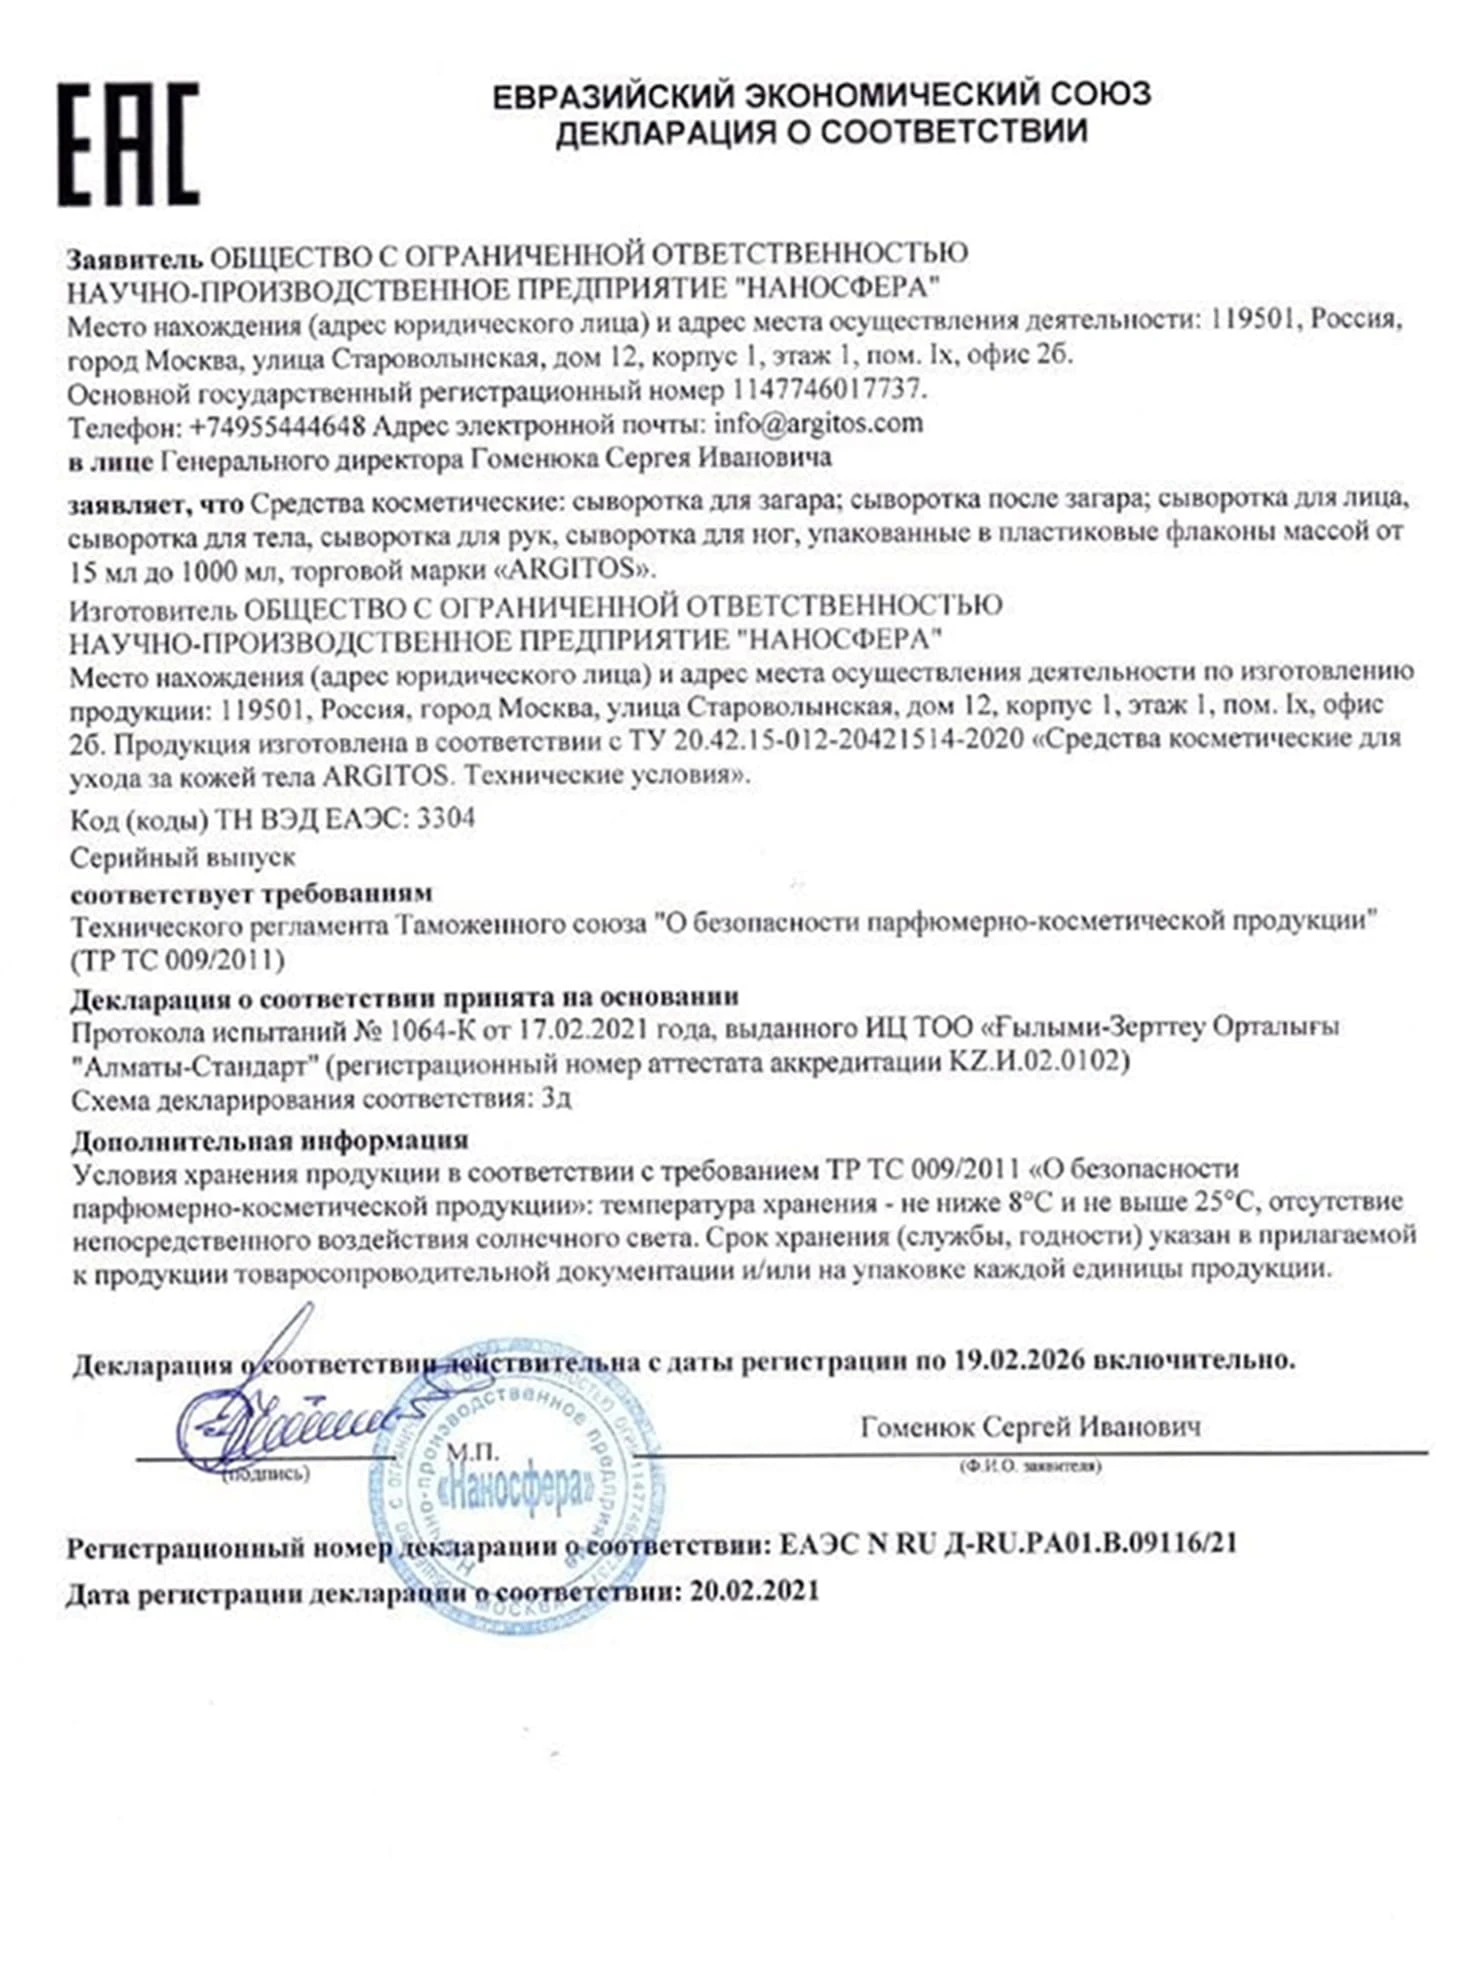 ЕАС
ЕВРАЗИЙСКИЙ ЭКОНОМИЧЕСКИЙ СОЮЗ
ДЕКЛАРАЦИЯ О СООТВЕТСТВИИ
Заявитель ОБЩЕСТВО С ОГРАНИЧЕННОЙ ОТВЕТСТВЕННОСТЬЮ
НАУЧНО-ПРОИЗВОДСТВЕННОЕ ПРЕДПРИЯТИЕ "НАНОСФЕРА"
Место нахождения (адрес юридического лица) и адрес места осуществления деятельности: 119501, Россия,
город Москва, улица Староволынская, дом 12, корпус 1, этаж 1, пом. Iх, офис 2б.
Основной государственный регистрационный номер 1147746017737.
Телефон: +74955444648 Адрес электронной почты: info@argitos.com
в лице Генерального директора Гоменюка Сергея Ивановича
заявляет, что Средства косметические: сыворотка для загара; сыворотка после загара; сыворотка для лица,
сыворотка для тела, сыворотка для рук, сыворотка для ног, упакованные в пластиковые флаконы массой от
15 мл до 1000 мл, торговой марки «ARGITOS».
Изготовитель ОБЩЕСТВО С ОГРАНИЧЕННОЙ ОТВЕТСТВЕННОСТЬЮ
НАУЧНО-ПРОИЗВОДСТВЕННОЕ ПРЕДПРИЯТИЕ "НАНОСФЕРА"
Место нахождения (адрес юридического лица) и адрес места осуществления деятельности по изготовлению
продукции: 119501, Россия, город Москва, улица Староволынская, дом 12, корпус 1, этаж 1, пом. Iх, офис
2б. Продукция изготовлена в соответствии с ТУ 20.42.15-012-20421514-2020 «Средства косметические для
ухода за кожей тела ARGITOS. Технические условия».
Код (коды) ТН ВЭД ЕАЭС: 3304
Серийный выпуск
соответствует требованиям
Технического регламента Таможенного союза "О безопасности парфюмерно-косметической продукции"
(ТР ТС 009/2011)
Декларация о соответствии принята на основании
Протокола испытаний № 1064-К от 17.02.2021 года, выданного ИЦ ТОО «Ғылыми-Зерттеу Орталығы
"Алматы-Стандарт" (регистрационный номер аттестата аккредитации KZ.И.02.0102)
Схема декларирования соответствия: 3д
Дополнительная информация
Условия хранения продукции в соответствии с требованием ТР ТС 009/2011 «О безопасности
парфюмерно-косметической продукции»: температура хранения - не ниже 8°С и не выше 25°С, отсутствие
непосредственного воздействия солнечного света. Срок хранения (службы, годности) указан в прилагаемой
к продукции товаросопроводительной документации и/или на упаковке каждой единицы продукции.
Декларация о соответствии действительна с даты регистрации по 19.02.2026 включительно.
Гоменюк Сергей Иванович
М.П.
(подпись)
(Ф.И.О. заявителя)
«Наносфера»
производственное предприятие
МОСКВА
Регистрационный номер декларации о соответствии: ЕАЭС N RU Д-RU.РА01.В.09116/21
Дата регистрации декларации о соответствии: 20.02.2021